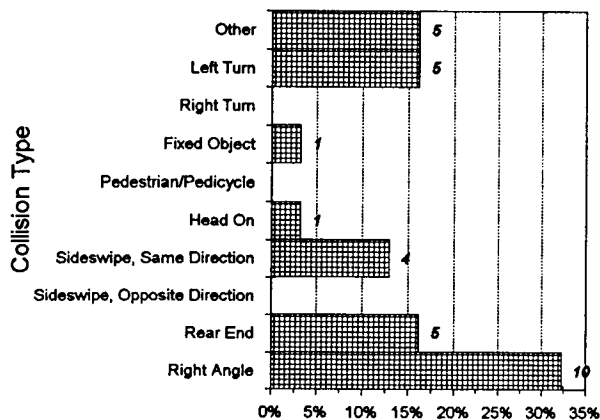 Collision Type
Other 5
Left Turn 5
Right Turn
Fixed Object 1
Pedestrian/Pedicycle
Head On 1
Sideswipe, Same Direction 4
Sideswipe, Opposite Direction
Rear End 5
Right Angle 10
0% 5% 10% 15% 20% 25% 30% 35%